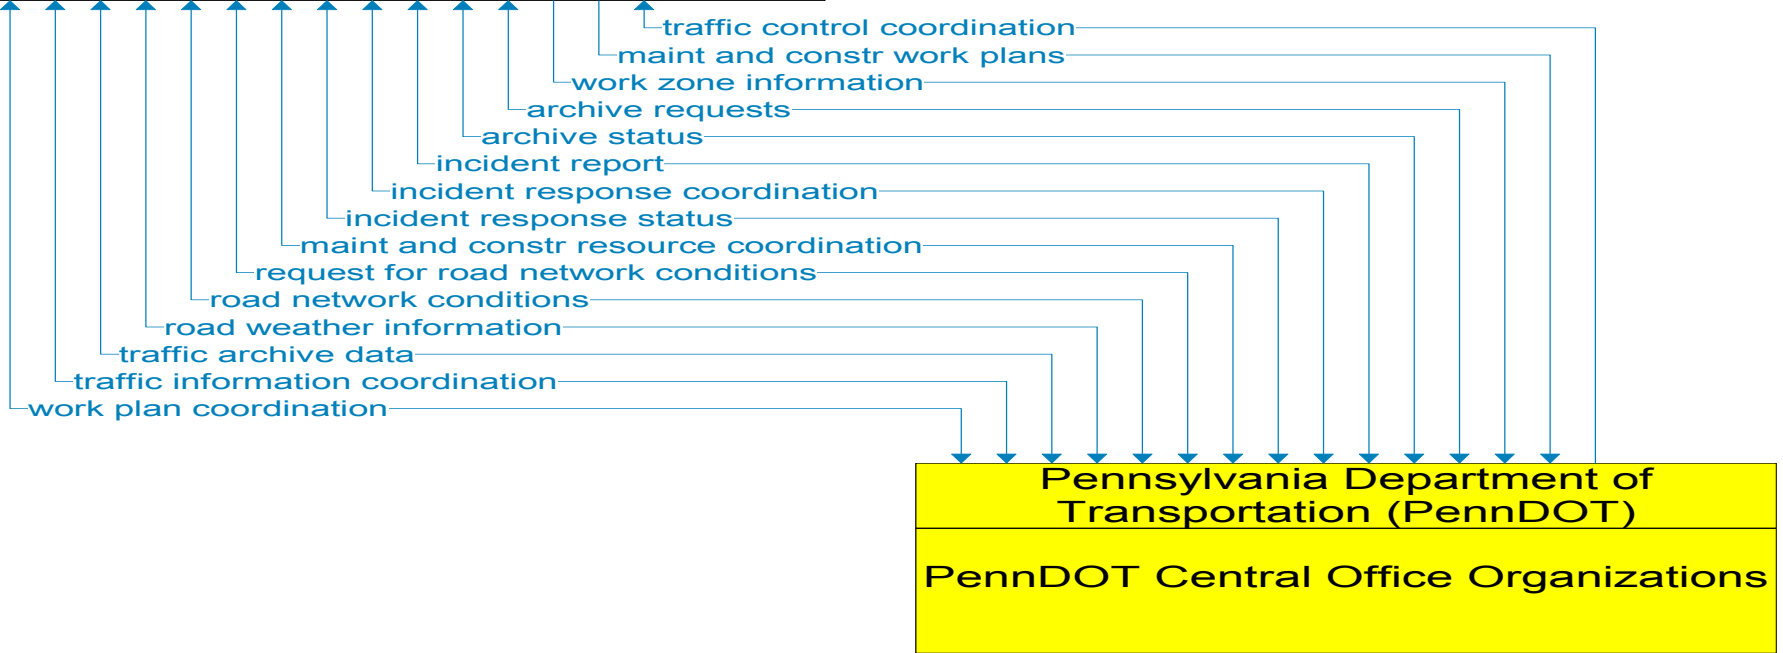 traffic control coordination
maint and constr work plans
work zone information
archive requests
archive status
incident report
incident response coordination
incident response status
maint and constr resource coordination
request for road network conditions
road network conditions
road weather information
traffic archive data
traffic information coordination
work plan coordination
Pennsylvania Department of
Transportation (PennDOT)
PennDOT Central Office Organizations